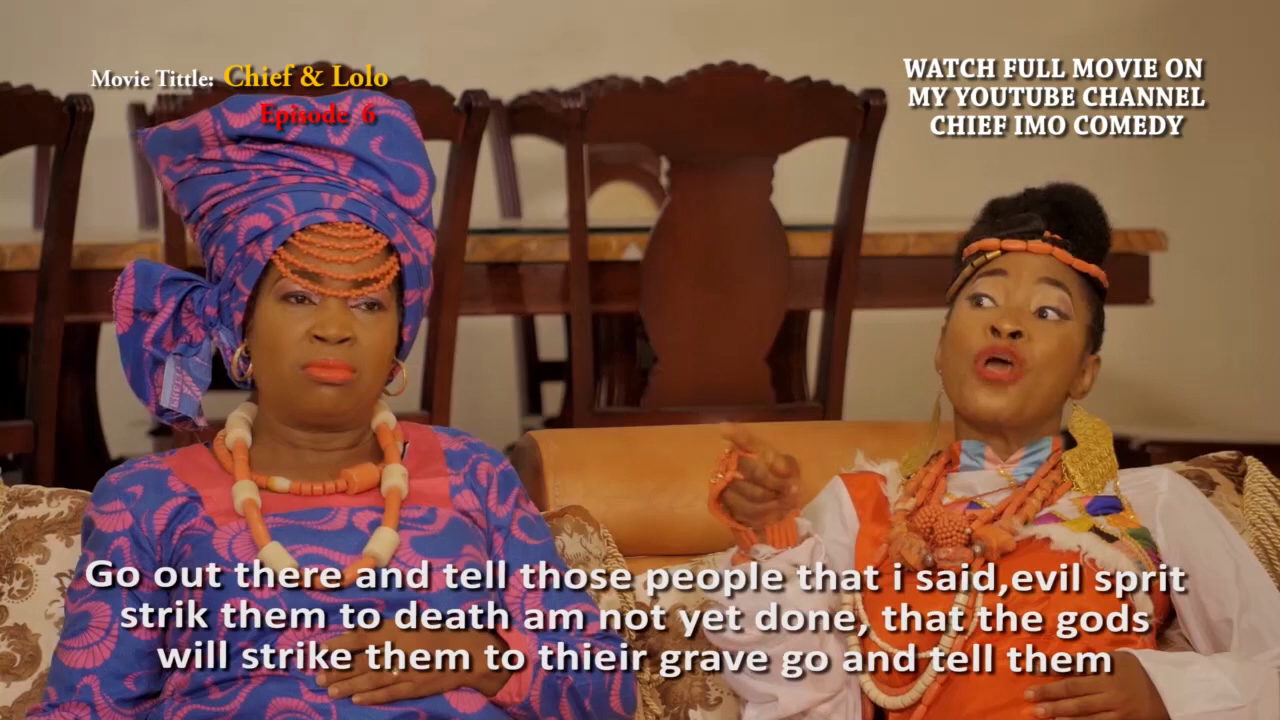 Movie Tittle: Chief & Lolo
Episode 6
WATCH FULL MOVIE ON
MY YOUTUBE CHANNEL
CHIEF IMO COMEDY
Go out there and tell those people that i said,evil sprit
strik them to death am not yet done, that the gods
will strike them to thieir grave go and tell them